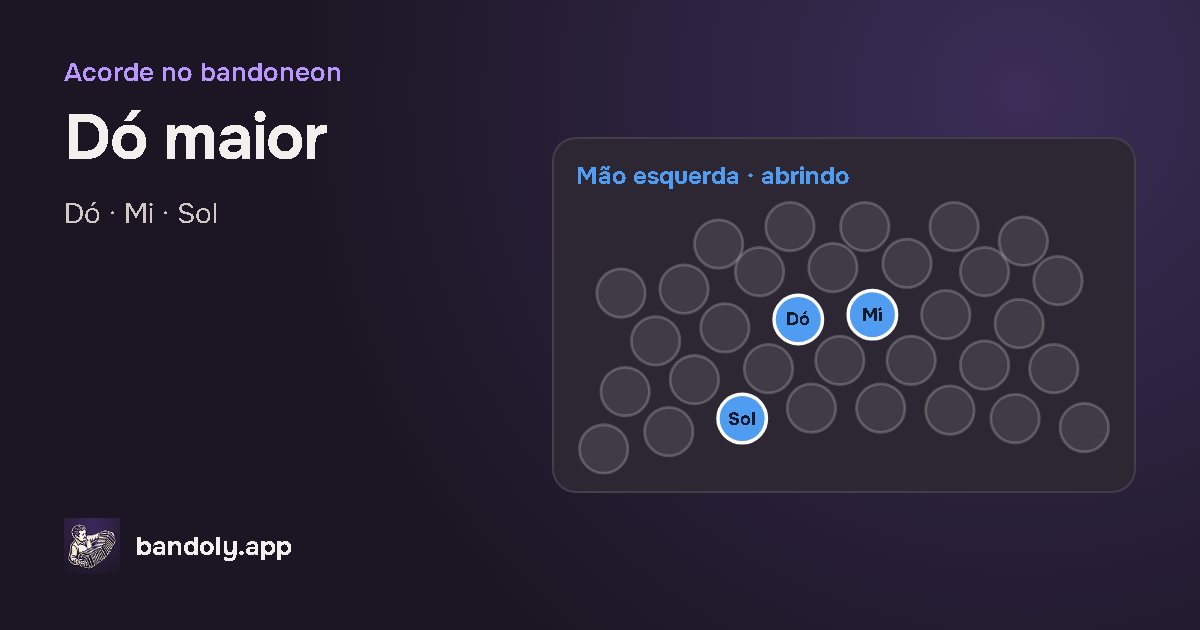 Acorde no bandoneon
Dó maior
Dó · Mi · Sol
Mão esquerda · abrindo
Dó
Mi
Sol
bandoly.app